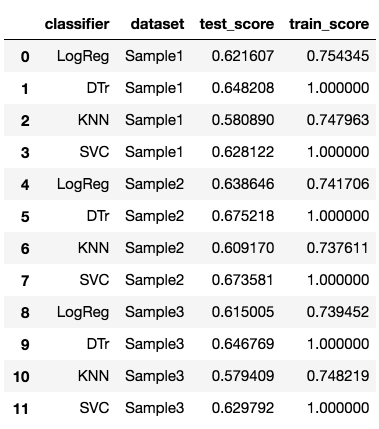 classifier dataset test_score train_score
0 LogReg Sample1 0.621607 0.754345
1 DTr Sample1 0.648208 1.000000
2 KNN Sample1 0.580890 0.747963
3 SVC Sample1 0.628122 1.000000
4 LogReg Sample2 0.638646 0.741706
5 DTr Sample2 0.675218 1.000000
6 KNN Sample2 0.609170 0.737611
7 SVC Sample2 0.673581 1.000000
8 LogReg Sample3 0.615005 0.739452
9 DTr Sample3 0.646769 1.000000
10 KNN Sample3 0.579409 0.748219
11 SVC Sample3 0.629792 1.000000